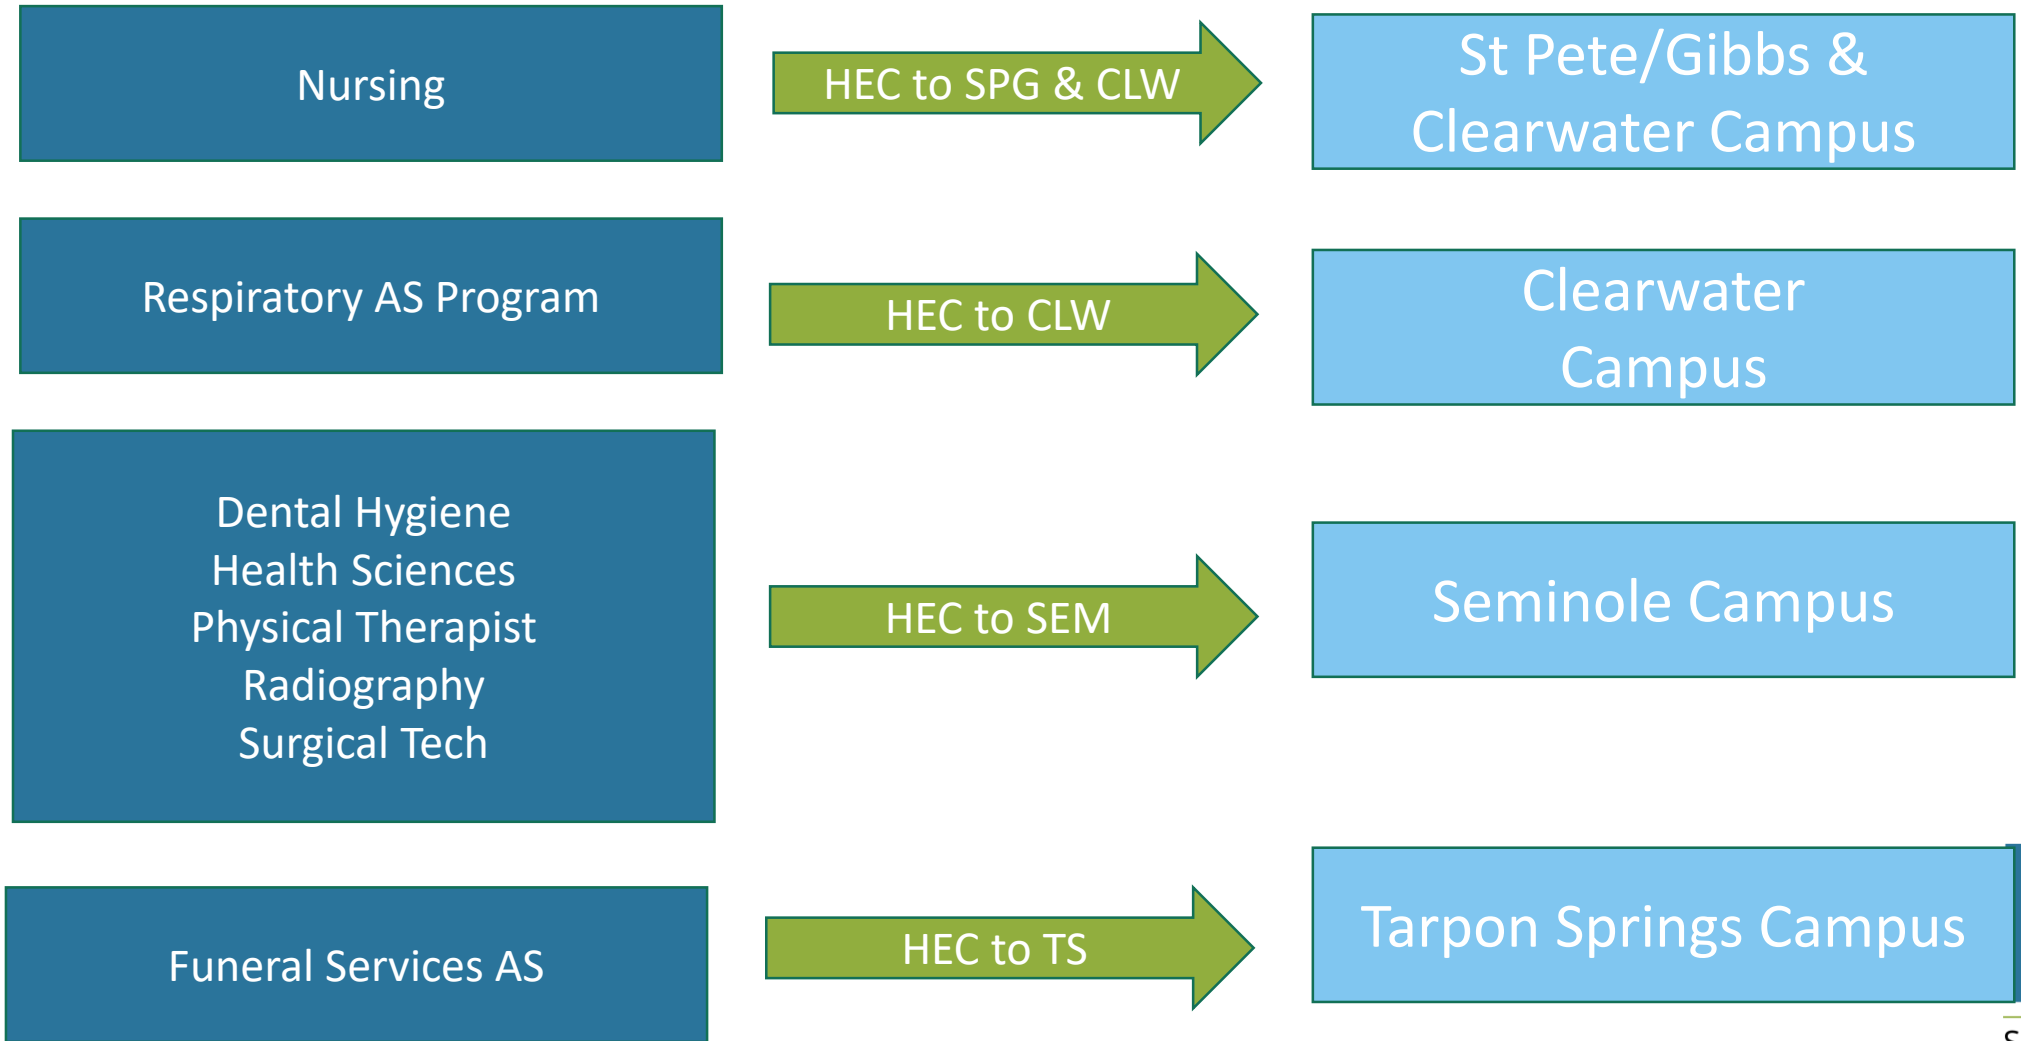 Nursing
HEC to SPG & CLW
St Pete/Gibbs &
Clearwater Campus
Respiratory AS Program
HEC to CLW
Clearwater
Campus
Dental Hygiene
Health Sciences
Physical Therapist
Radiography
Surgical Tech
HEC to SEM
Seminole Campus
Funeral Services AS
HEC to TS
Tarpon Springs Campus